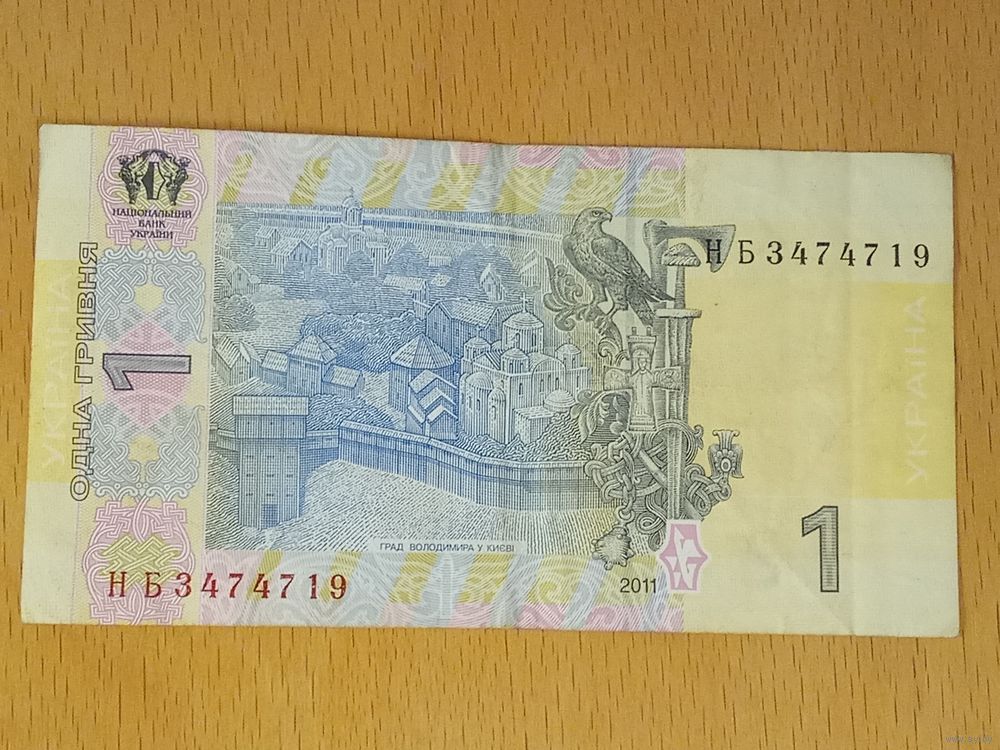 НАЦІОНАЛЬНИЙ
БАНК
УКРАЇНИ
НБ3474719
УКРАЇНА
ОДНА ГРИВНЯ
1
УКРАЇНА
ГРАД ВОЛОДИМИРА У КИЄВІ
НБ3474719
2011
1